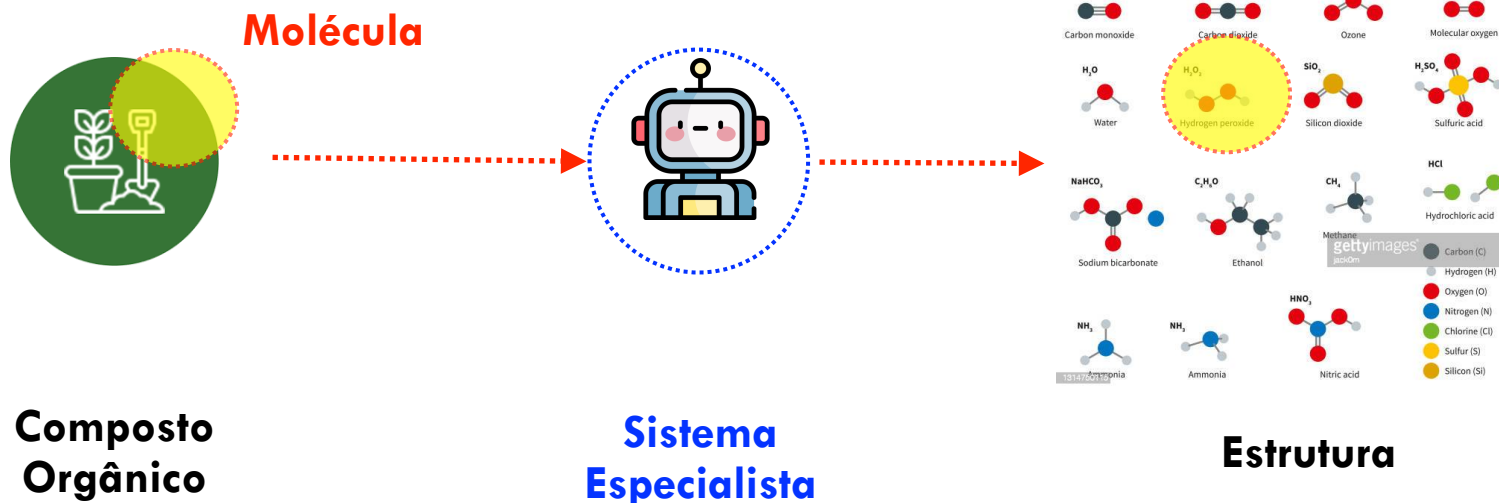 Molécula
Carbon monoxide
Carbon dioxide
Ozone
Molecular oxygen
H₂O
H₂O₂
SiO₂
H₂SO₄
Water
Hydrogen peroxide
Silicon dioxide
Sulfuric acid
NaHCO₃
C₂H₆O
CH₄
HCl
Hydrochloric acid
Methane
Sodium bicarbonate
Ethanol
gettyimages
jack0m
Carbon (C)
Hydrogen (H)
Oxygen (O)
Nitrogen (N)
Chlorine (Cl)
Sulfur (S)
Silicon (Si)
NH₃
NH₃
HNO₃
Ammonia
Ammonia
Nitric acid
Composto
Orgânico
Sistema
Especialista
Estrutura